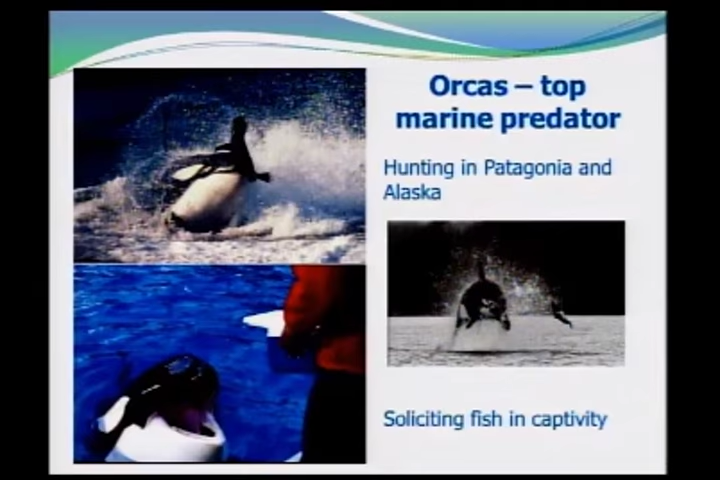 Orcas – top
marine predator
Hunting in Patagonia and
Alaska
Soliciting fish in captivity